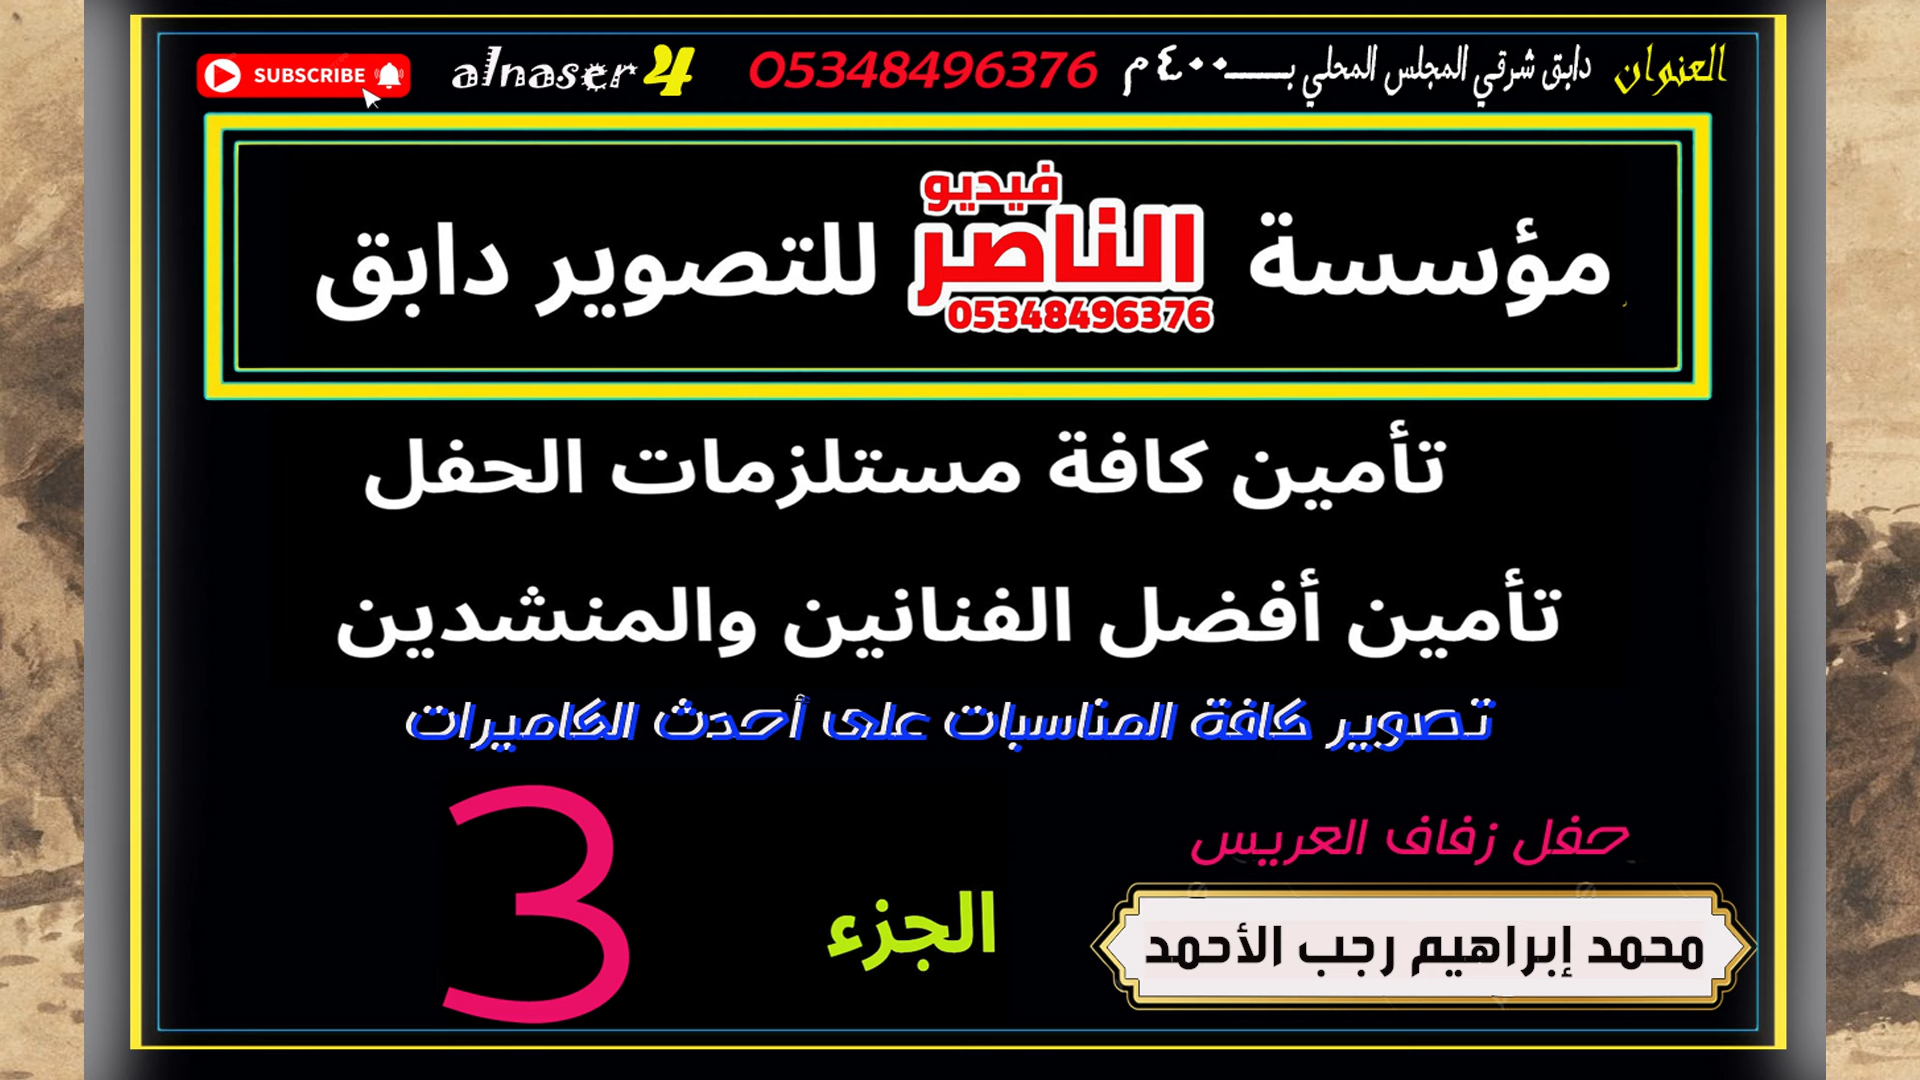 العنوان دابق شرقي المجلس المحلي بـــــ٤٠٠م 05348496376 alnaser4 SUBSCRIBE
فيديو
مؤسسة الناصر للتصوير دابق
05348496376
تأمين كافة مستلزمات الحفل
تأمين أفضل الفنانين والمنشدين
تصوير كافة المناسبات على أحدث الكاميرات
حفل زفاف العريس
محمد إبراهيم رجب الأحمد
الجزء 3